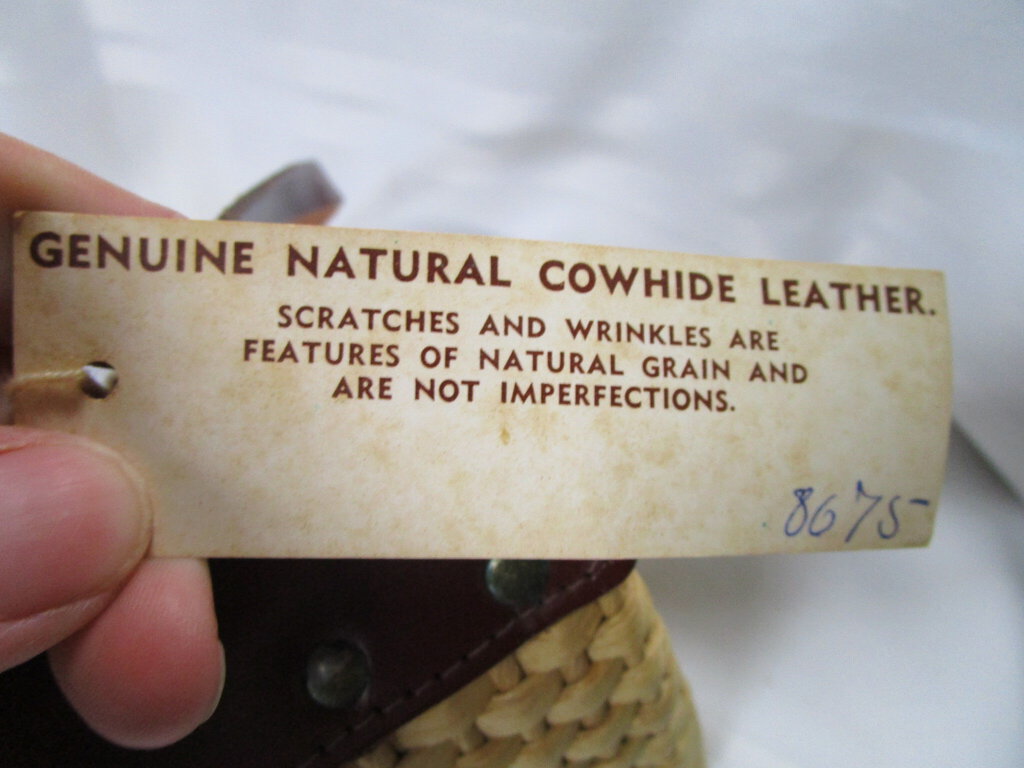 GENUINE NATURAL COWHIDE LEATHER.
SCRATCHES AND WRINKLES ARE
FEATURES OF NATURAL GRAIN AND
ARE NOT IMPERFECTIONS.
8675